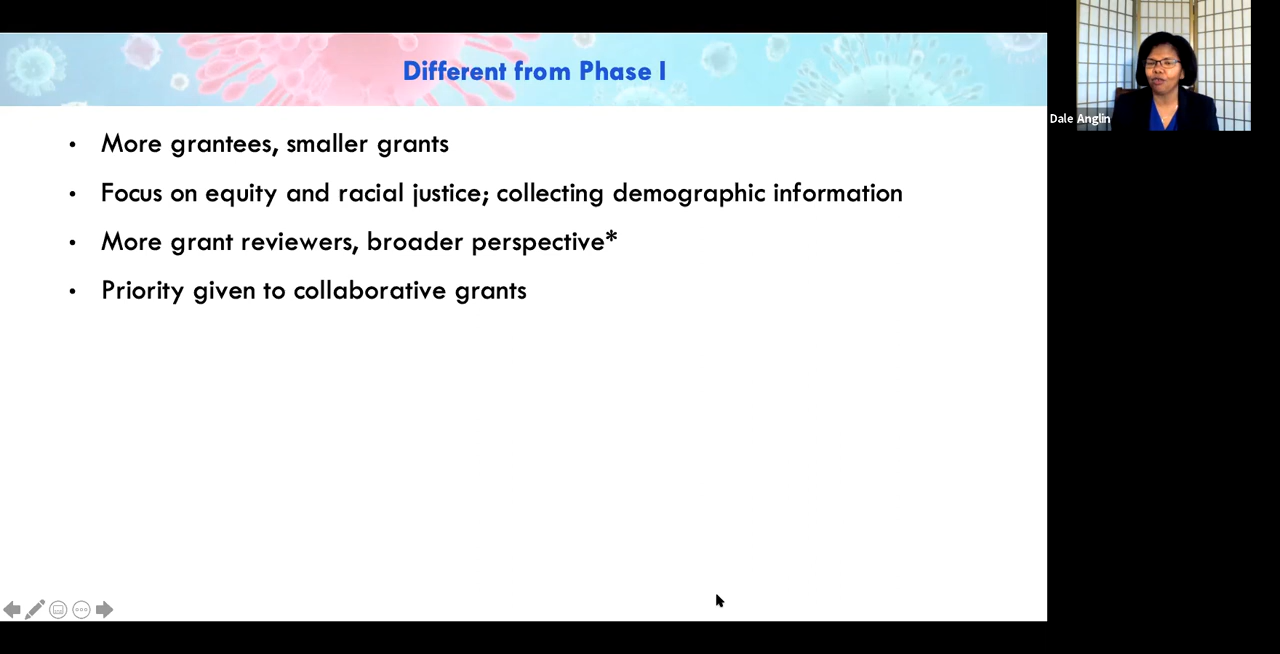 Different from Phase I
• More grantees, smaller grants
• Focus on equity and racial justice; collecting demographic information
• More grant reviewers, broader perspective*
• Priority given to collaborative grants
Dale Anglin